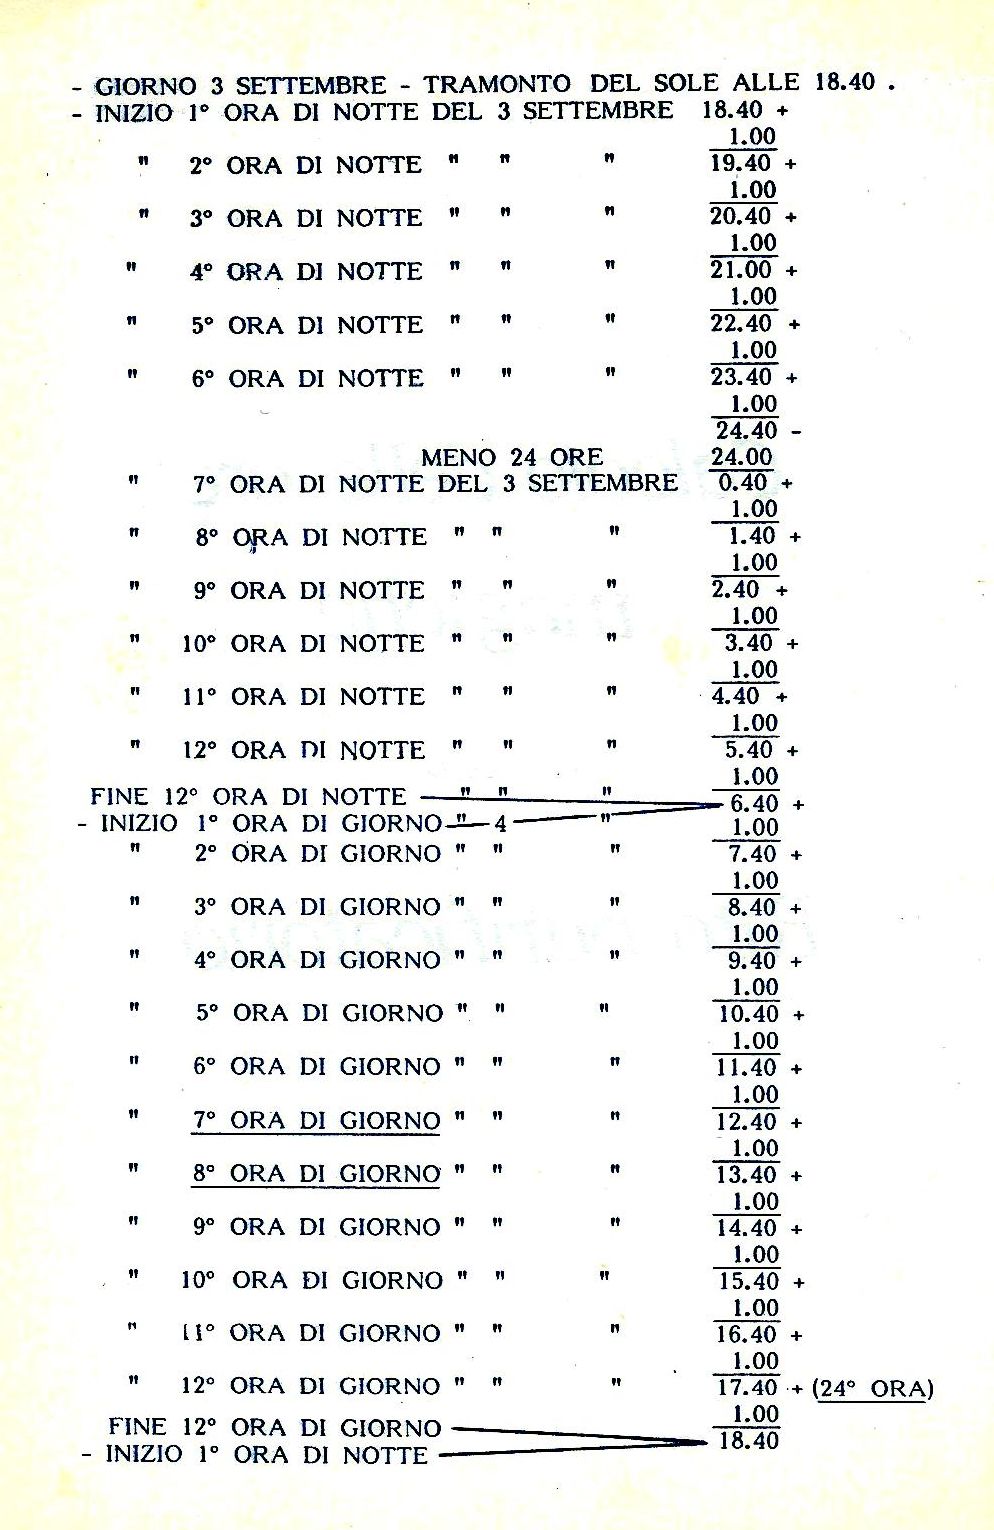 - GIORNO 3 SETTEMBRE - TRAMONTO DEL SOLE ALLE 18.40 .
- INIZIO 1° ORA DI NOTTE DEL 3 SETTEMBRE 18.40 +
1.00
" 2° ORA DI NOTTE " " " 19.40 +
1.00
" 3° ORA DI NOTTE " " " 20.40 +
1.00
" 4° ORA DI NOTTE " " " 21.00 +
1.00
" 5° ORA DI NOTTE " " " 22.40 +
1.00
" 6° ORA DI NOTTE " " " 23.40 +
1.00
24.40 -
MENO 24 ORE 24.00
" 7° ORA DI NOTTE DEL 3 SETTEMBRE 0.40 +
1.00
" 8° ORA DI NOTTE " " " 1.40 +
1.00
" 9° ORA DI NOTTE " " " 2.40 +
1.00
" 10° ORA DI NOTTE " " " 3.40 +
1.00
" 11° ORA DI NOTTE " " " 4.40 +
1.00
" 12° ORA DI NOTTE " " " 5.40 +
1.00
FINE 12° ORA DI NOTTE " " " 6.40 +
- INIZIO 1° ORA DI GIORNO " 4 " 1.00
" 2° ORA DI GIORNO " " " 7.40 +
1.00
" 3° ORA DI GIORNO " " " 8.40 +
1.00
" 4° ORA DI GIORNO " " " 9.40 +
1.00
" 5° ORA DI GIORNO " " " 10.40 +
1.00
" 6° ORA DI GIORNO " " " 11.40 +
1.00
" 7° ORA DI GIORNO " " " 12.40 +
1.00
" 8° ORA DI GIORNO " " " 13.40 +
1.00
" 9° ORA DI GIORNO " " " 14.40 +
1.00
" 10° ORA DI GIORNO " " " 15.40 +
1.00
" 11° ORA DI GIORNO " " " 16.40 +
1.00
" 12° ORA DI GIORNO " " " 17.40 + (24° ORA)
1.00
FINE 12° ORA DI GIORNO 18.40
- INIZIO 1° ORA DI NOTTE